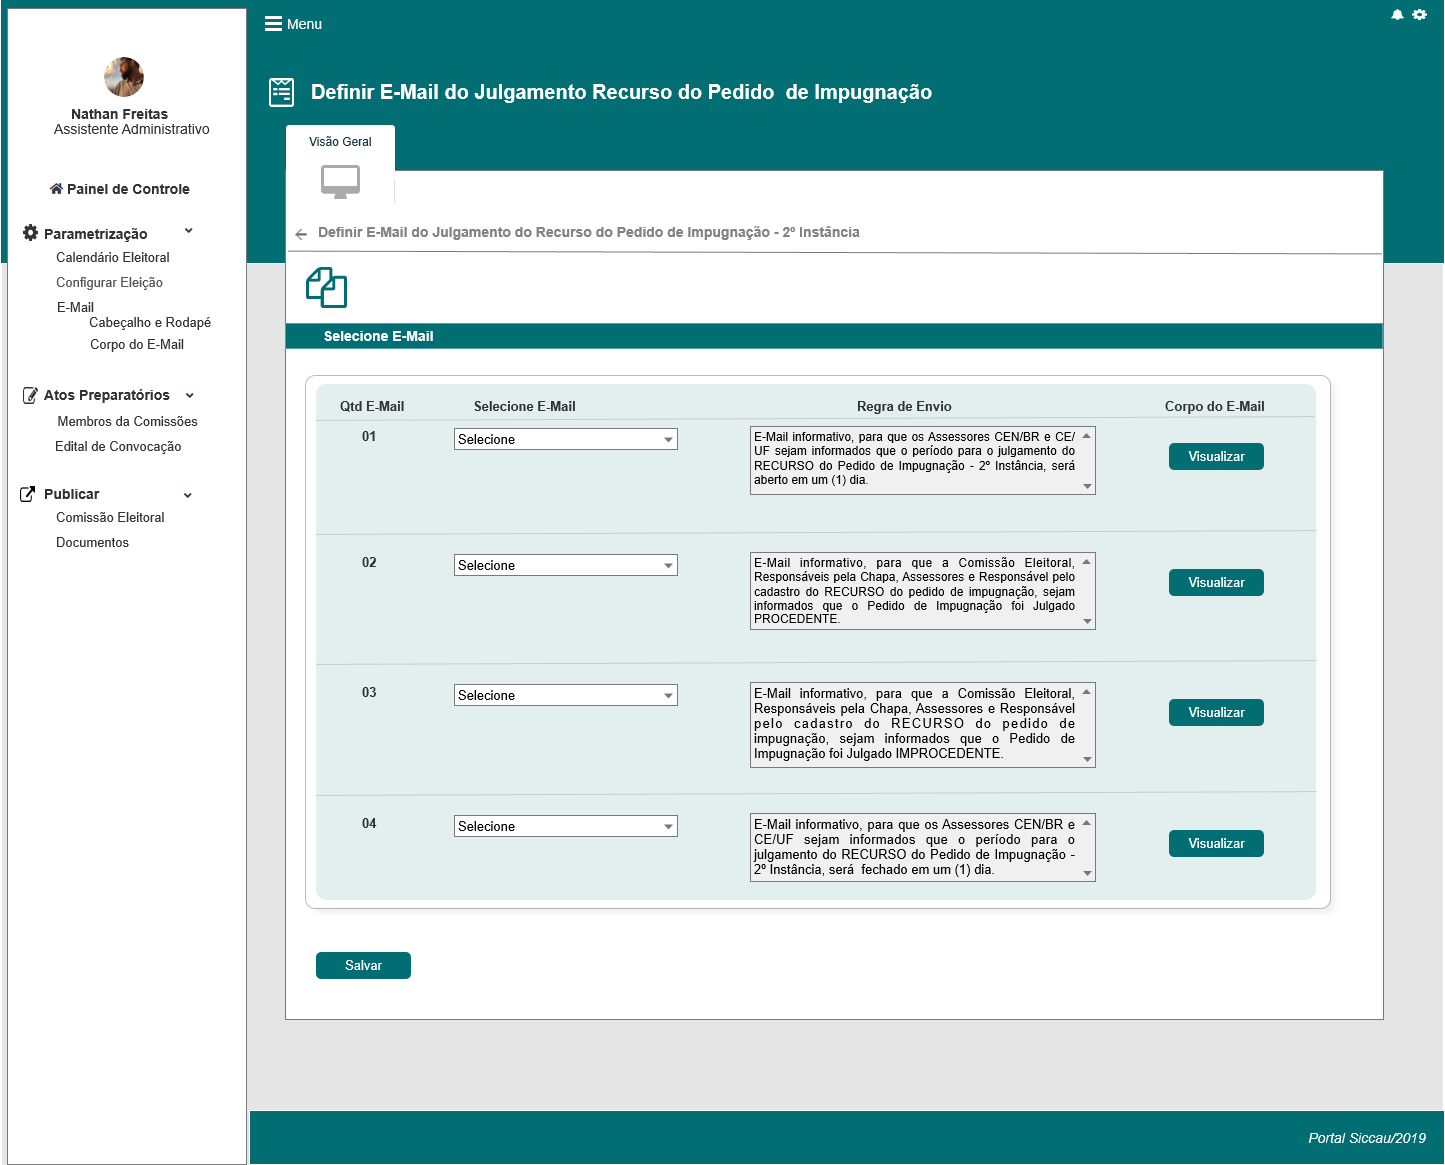 Menu
Definir E-Mail do Julgamento Recurso do Pedido  de Impugnação
Nathan Freitas
Assistente Administrativo
Painel de Controle
Parametrização
Calendário Eleitoral
Configurar Eleição
E-Mail
Cabeçalho e Rodapé
Corpo do E-Mail
Atos Preparatórios
Membros da Comissões
Edital de Convocação
Publicar
Comissão Eleitoral
Documentos
Visão Geral
Definir E-Mail do Julgamento do Recurso do Pedido de Impugnação - 2º Instância
Selecione E-Mail
Qtd E-Mail Selecione E-Mail Regra de Envio Corpo do E-Mail
01 Selecione
E-Mail informativo, para que os Assessores CEN/BR e CE/
UF sejam informados que o período para o julgamento do
RECURSO do Pedido de Impugnação - 2º Instância, será
aberto em um (1) dia.
Visualizar
02 Selecione
E-Mail informativo, para que a Comissão Eleitoral,
Responsáveis pela Chapa, Assessores e Responsável pelo
cadastro do RECURSO do pedido de impugnação, sejam
informados que o Pedido de Impugnação foi Julgado
PROCEDENTE.
Visualizar
03 Selecione
E-Mail informativo, para que a Comissão Eleitoral,
Responsáveis pela Chapa, Assessores e Responsável
pelo cadastro do RECURSO do pedido de
impugnação, sejam informados que o Pedido de
Impugnação foi Julgado IMPROCEDENTE.
Visualizar
04 Selecione
E-Mail informativo, para que os Assessores CEN/BR e
CE/UF sejam informados que o período para o
julgamento do RECURSO do Pedido de Impugnação -
2º Instância, será  fechado em um (1) dia.
Visualizar
Salvar
Portal Siccau/2019